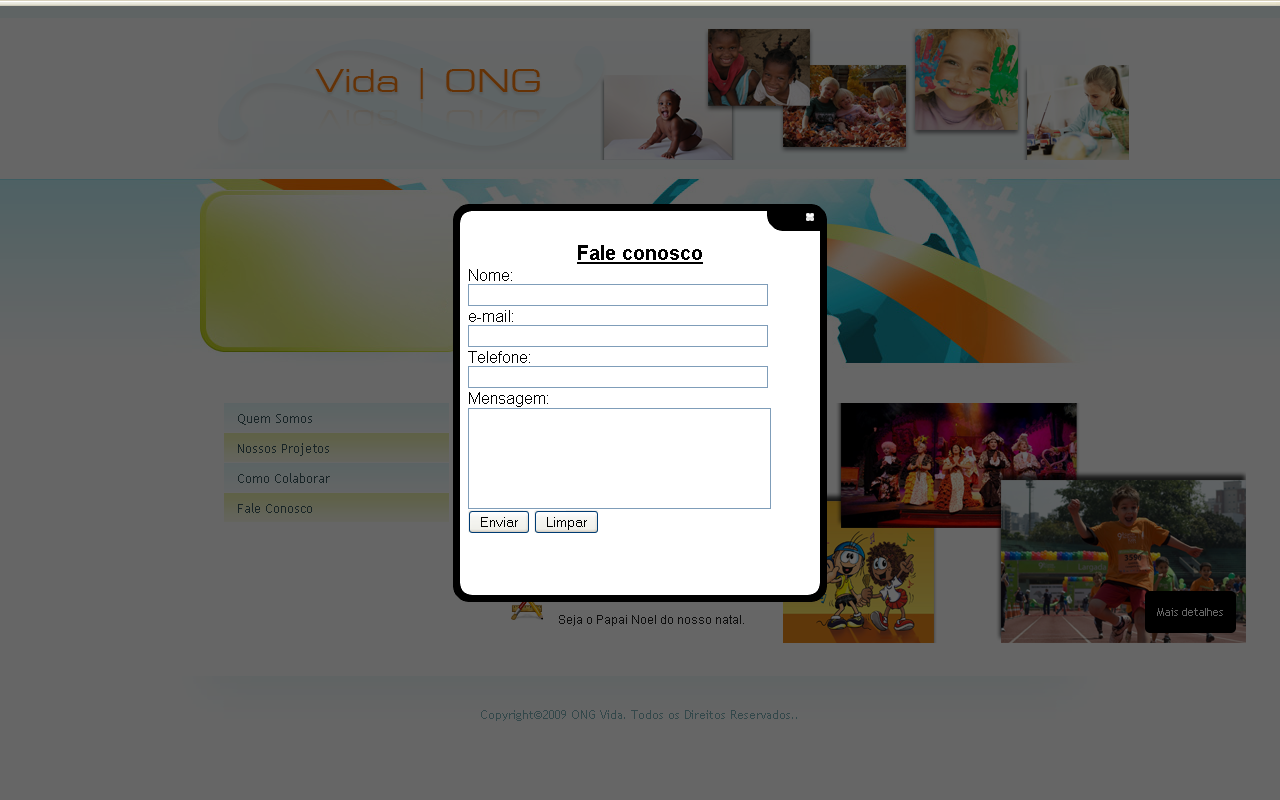 Vida | ONG
Fale conosco
Nome:
e-mail:
Telefone:
Mensagem:
Enviar Limpar
Quem Somos
Nossos Projetos
Como Colaborar
Fale Conosco
3596
Mais detalhes
Seja o Papai Noel do nosso natal.
Copyright©2009 ONG Vida. Todos os Direitos Reservados..